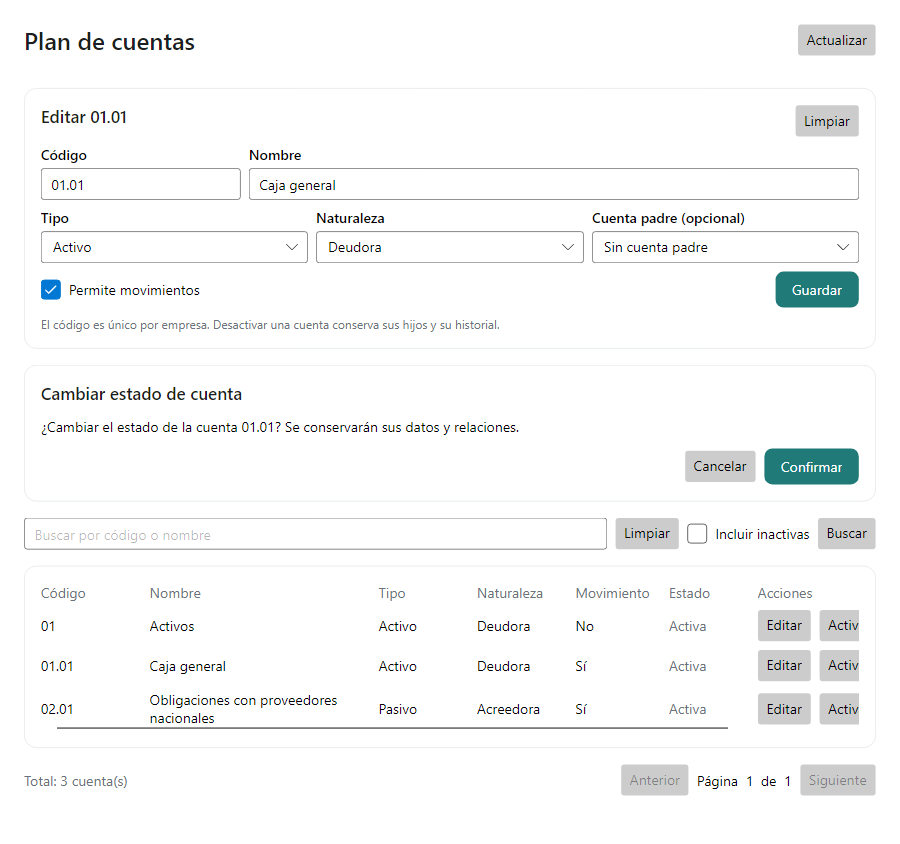 Plan de cuentas
Actualizar
Editar 01.01
Limpiar
Código
Nombre
01.01
Caja general
Tipo
Naturaleza
Cuenta padre (opcional)
Activo
Deudora
Sin cuenta padre
Permite movimientos
Guardar
El código es único por empresa. Desactivar una cuenta conserva sus hijos y su historial.
Cambiar estado de cuenta
¿Cambiar el estado de la cuenta 01.01? Se conservarán sus datos y relaciones.
Cancelar
Confirmar
Buscar por código o nombre
Limpiar
Incluir inactivas
Buscar
Código Nombre Tipo Naturaleza Movimiento Estado Acciones
01 Activos Activo Deudora No Activa Editar Activ
01.01 Caja general Activo Deudora Sí Activa Editar Activ
02.01 Obligaciones con proveedores nacionales Pasivo Acreedora Sí Activa Editar Activ
Total: 3 cuenta(s)
Anterior
Página 1 de 1
Siguiente